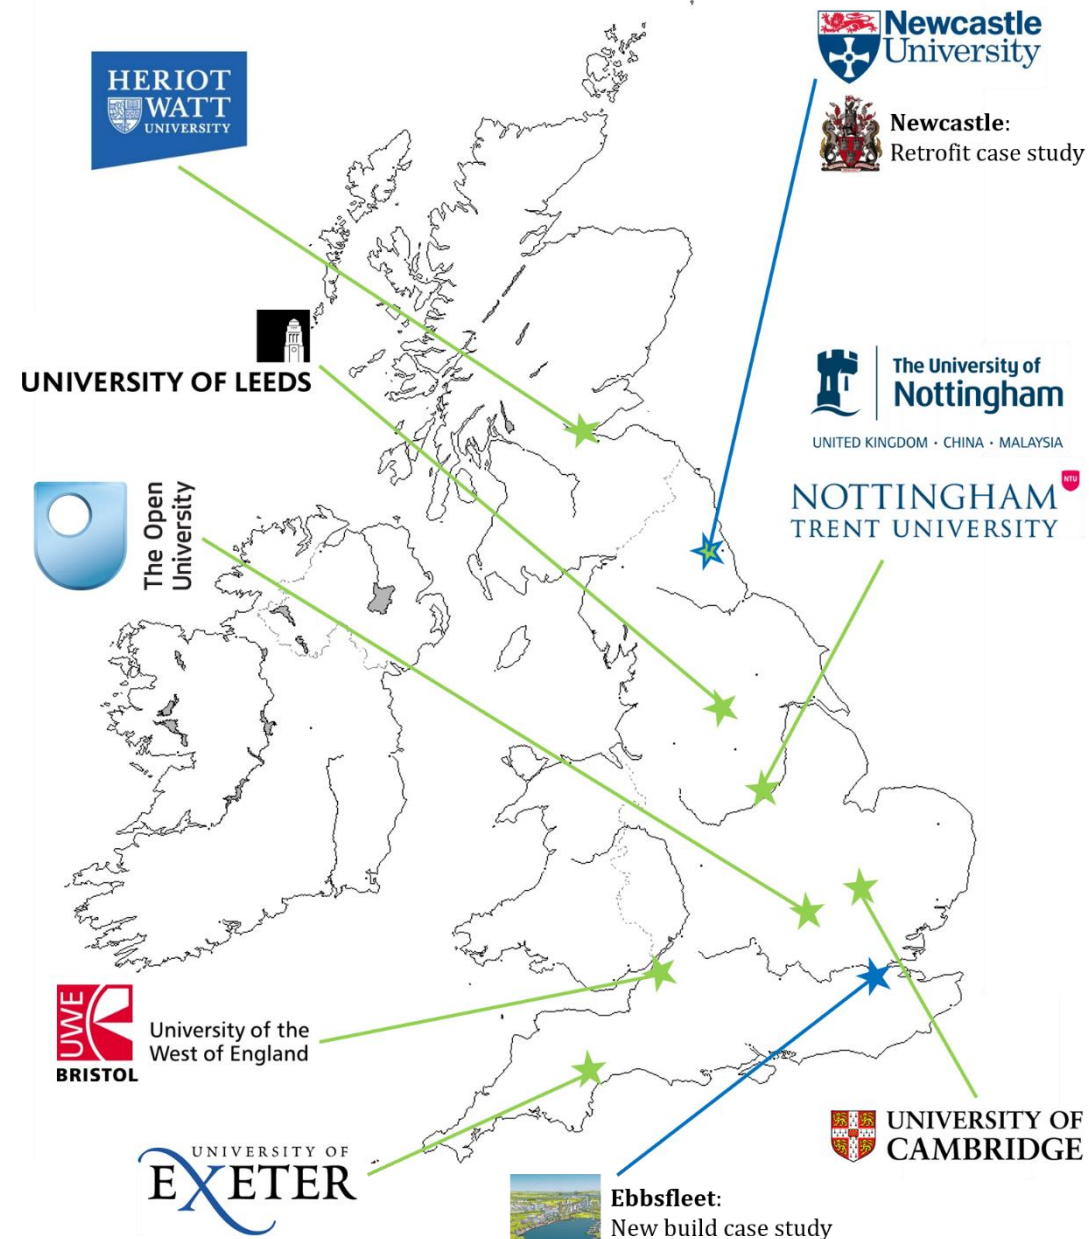 HERIOT
WATT
UNIVERSITY
Newcastle
University
Newcastle:
Retrofit case study
UNIVERSITY OF LEEDS
The University of
Nottingham
UNITED KINGDOM · CHINA · MALAYSIA
NTU
NOTTINGHAM
TRENT UNIVERSITY
The Open
University
UWE
BRISTOL
University of the
West of England
UNIVERSITY OF
EXETER
UNIVERSITY OF
CAMBRIDGE
Ebbsfleet:
New build case study